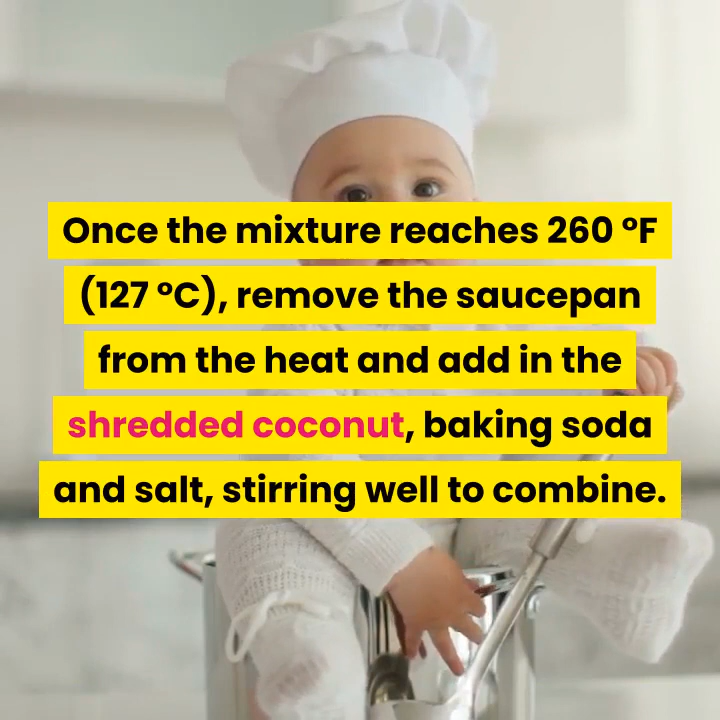 Once the mixture reaches 260 °F
(127 °C), remove the saucepan
from the heat and add in the
shredded coconut, baking soda
and salt, stirring well to combine.